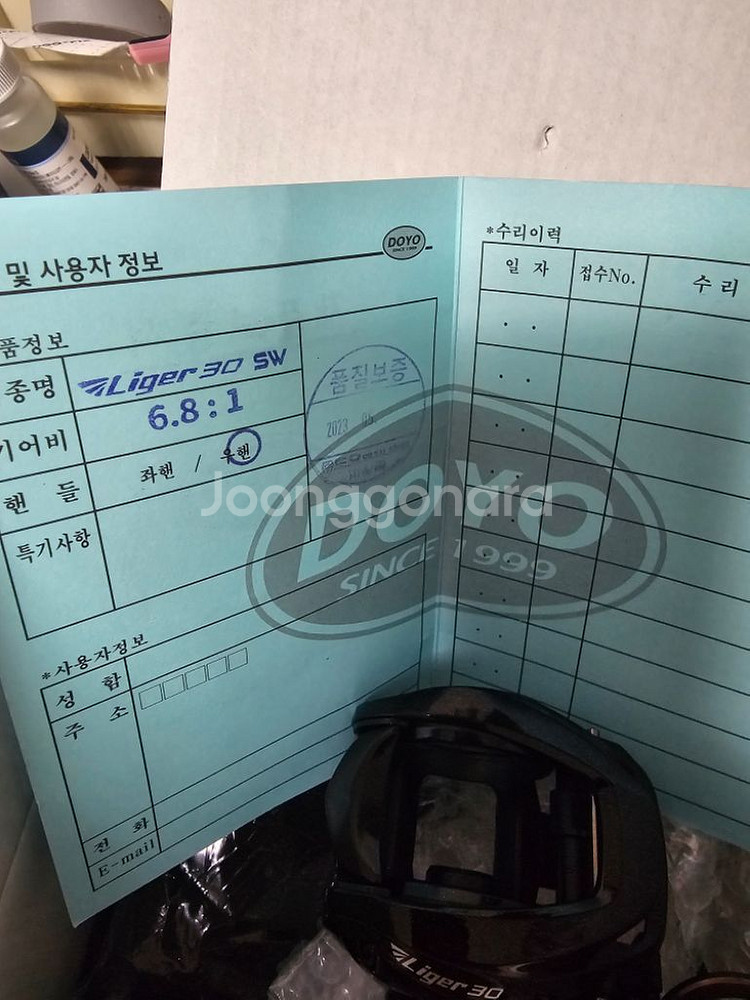 DOYO
SINCE 1999
및 사용자 정보
품정보
종명
Liger 30 SW
기어비
6.8:1
핸 들
좌핸 / 우핸
특기사항
품질보증
2023 05.
*사용자정보
성 함
주 소
전 화
E-mail
*수리이력
일 자
접수No.
수 리
DOYO
SINCE 1999
Joonggonara
Liger 30